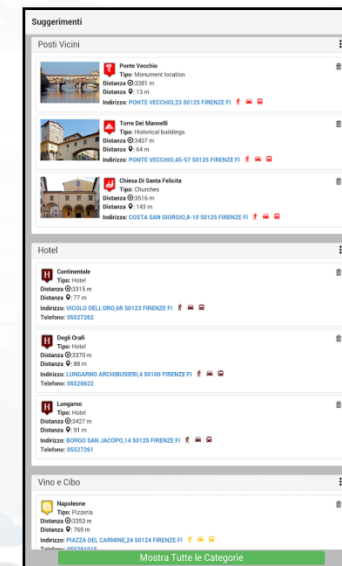 Suggerimenti
Posti Vicini
Ponte Vecchio
Tipo: Monument location
Distanza :3381 m
Distanza : 13 m
Indirizzo: PONTE VECCHIO,23 50125 FIRENZE FI
Torre Dei Mannelli
Tipo: Historical buildings
Distanza :3437 m
Distanza : 64 m
Indirizzo: PONTE VECCHIO,45-57 50125 FIRENZE FI
Chiesa Di Santa Felicita
Tipo: Churches
Distanza :3516 m
Distanza : 143 m
Indirizzo: COSTA SAN GIORGIO,8-10 50125 FIRENZE FI
Hotel
H Continentale
Tipo: Hotel
Distanza :3315 m
Distanza : 77 m
Indirizzo: VICOLO DELL'ORO,6R 50123 FIRENZE FI
Telefono: 05527262
H Degli Orafi
Tipo: Hotel
Distanza :3370 m
Distanza : 88 m
Indirizzo: LUNGARNO ARCHIBUSIERI,4 50100 FIRENZE FI
Telefono: 05526622
H Lungarno
Tipo: Hotel
Distanza :3427 m
Distanza : 91 m
Indirizzo: BORGO SAN JACOPO,14 50125 FIRENZE FI
Telefono: 05527261
Vino e Cibo
Napoleone
Tipo: Pizzeria
Distanza :3353 m
Distanza : 769 m
Indirizzo: PIAZZA DEL CARMINE,24 50124 FIRENZE FI
Telefono: 055281015
Mostra Tutte le Categorie